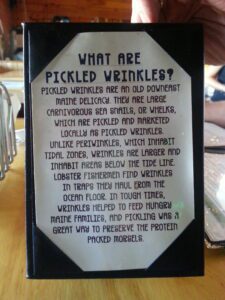 WHAT ARE
PICKLED WRINKLES?
PICKLED WRINKLES ARE AN OLD DOWNEAST
MAINE DELICACY. THEY ARE LARGE
CARNIVOROUS SEA SNAILS, OR WHELKS,
WHICH ARE PICKLED AND MARKETED
LOCALLY AS PICKLED WRINKLES.
UNLIKE PERIWINKLES, WHICH INHABIT
TIDAL ZONES, WRINKLES ARE LARGER AND
INHABIT AREAS BELOW THE TIDE LINE.
LOBSTER FISHERMEN FIND WRINKLES
IN TRAPS THEY HAUL FROM THE
OCEAN FLOOR. IN TOUGH TIMES,
WRINKLES HELPED TO FEED HUNGRY
MAINE FAMILIES, AND PICKLING WAS A
GREAT WAY TO PRESERVE THE PROTEIN
PACKED MORSELS.